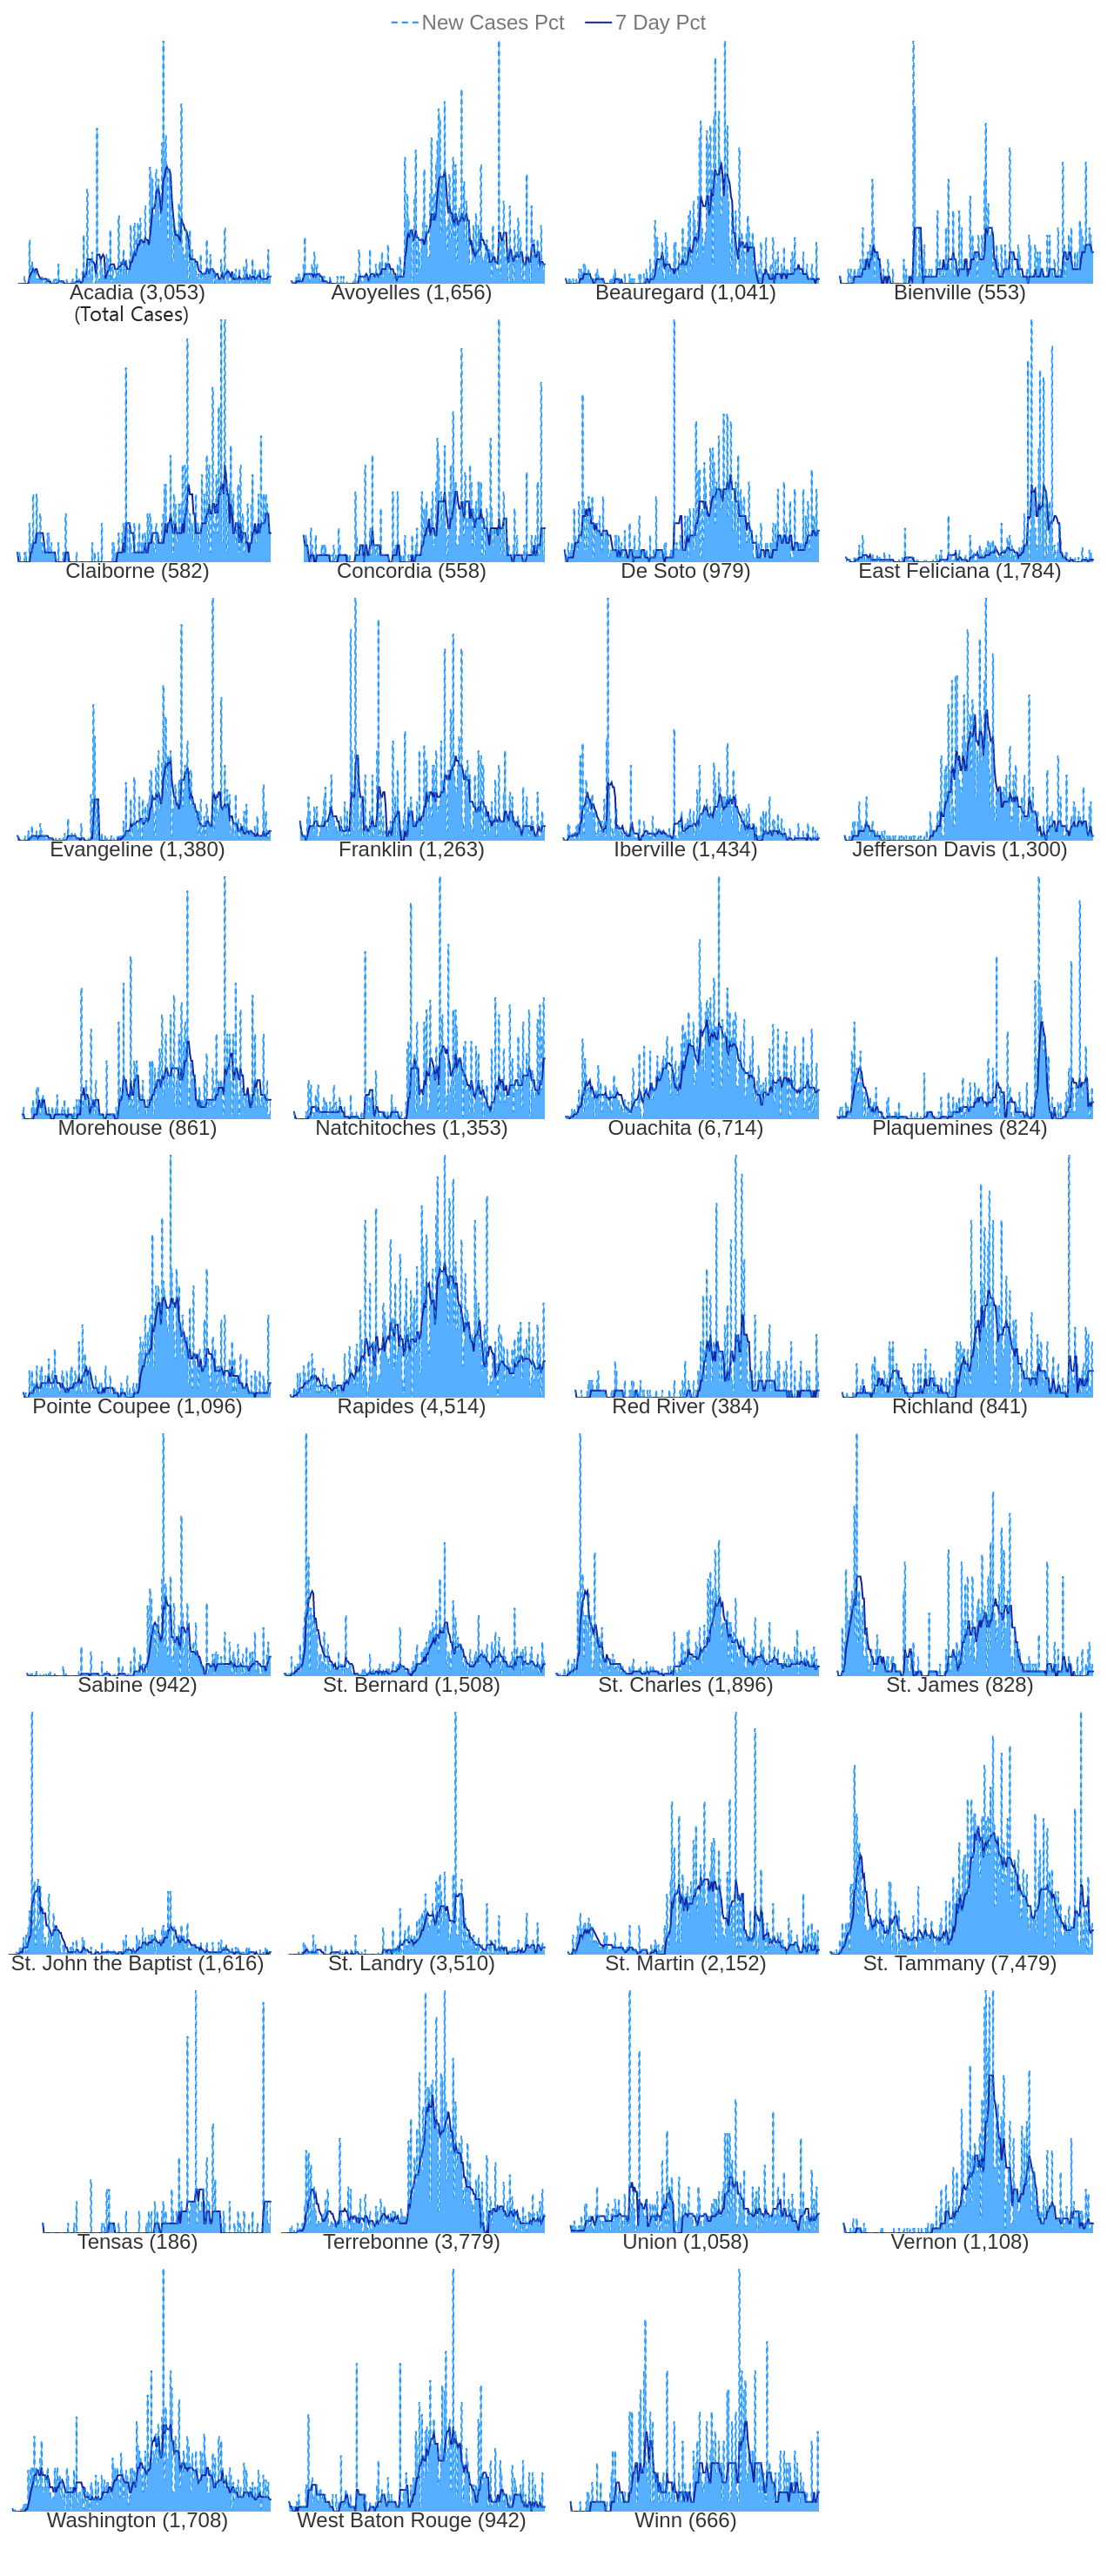 New Cases Pct 7 Day Pct
Acadia (3,053) Avoyelles (1,656) Beauregard (1,041) Bienville (553)
(Total Cases)
Claiborne (582) Concordia (558) De Soto (979) East Feliciana (1,784)
Evangeline (1,380) Franklin (1,263) Iberville (1,434) Jefferson Davis (1,300)
Morehouse (861) Natchitoches (1,353) Ouachita (6,714) Plaquemines (824)
Pointe Coupee (1,096) Rapides (4,514) Red River (384) Richland (841)
Sabine (942) St. Bernard (1,508) St. Charles (1,896) St. James (828)
St. John the Baptist (1,616) St. Landry (3,510) St. Martin (2,152) St. Tammany (7,479)
Tensas (186) Terrebonne (3,779) Union (1,058) Vernon (1,108)
Washington (1,708) West Baton Rouge (942) Winn (666)